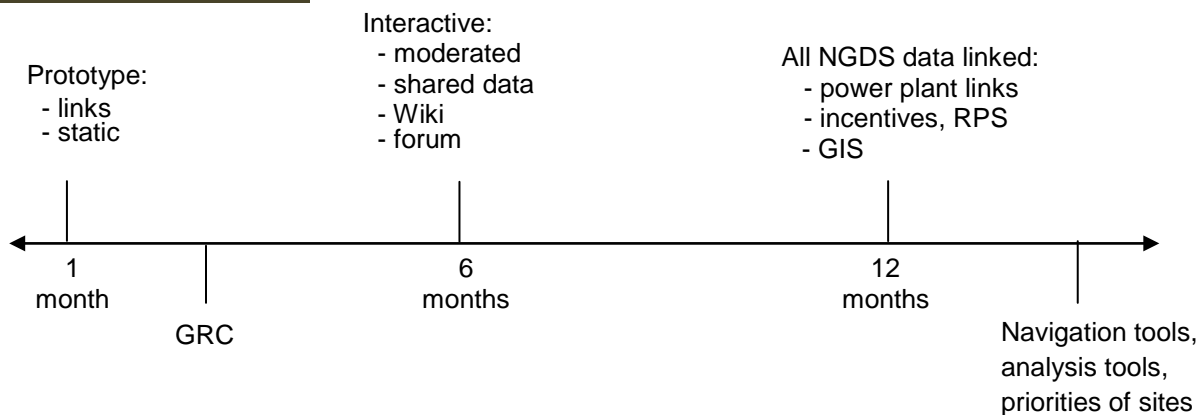 Prototype:
- links
- static
Interactive:
- moderated
- shared data
- Wiki
- forum
All NGDS data linked:
- power plant links
- incentives, RPS
- GIS
1
month
GRC
6
months
12
months
Navigation tools,
analysis tools,
priorities of sites